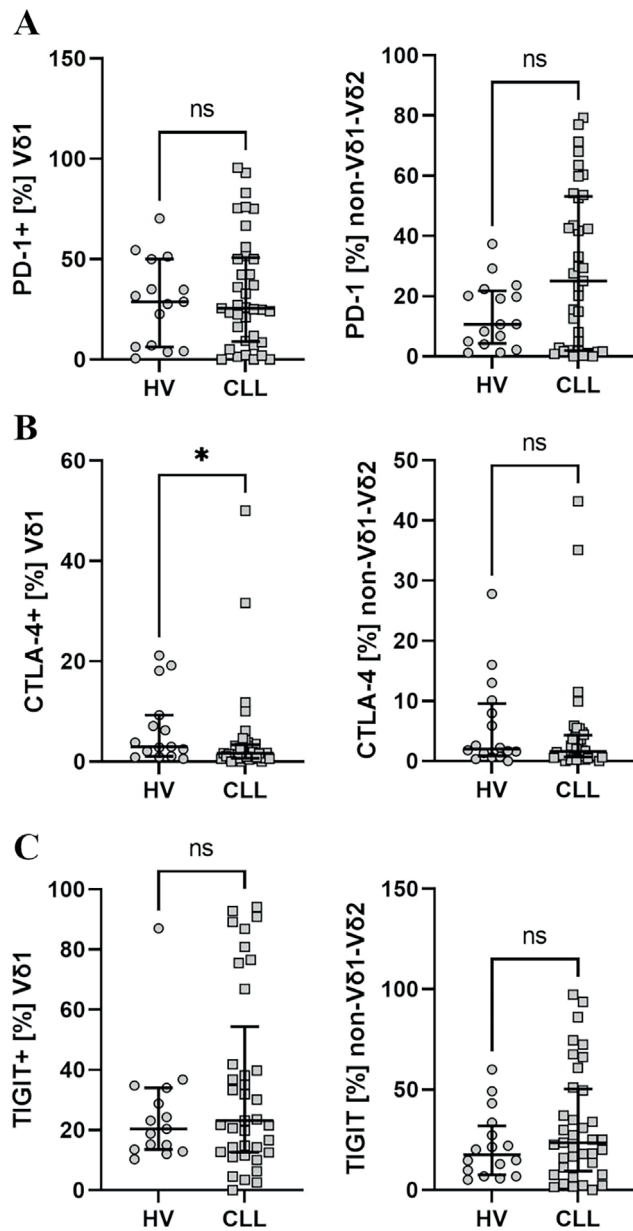 A
PD-1+ [%] Vδ1
150
100
50
0
ns
HV
CLL
PD-1 [%] non-Vδ1-Vδ2
100
80
60
40
20
0
ns
HV
CLL
B
CTLA-4+ [%] Vδ1
60
40
20
0
*
HV
CLL
CTLA-4 [%] non-Vδ1-Vδ2
50
40
30
20
10
0
ns
HV
CLL
C
TIGIT+ [%] Vδ1
100
80
60
40
20
0
ns
HV
CLL
TIGIT [%] non-Vδ1-Vδ2
150
100
50
0
ns
HV
CLL